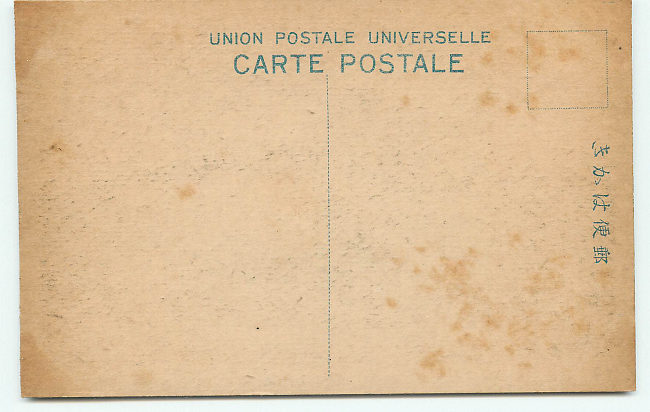 UNION POSTALE UNIVERSELLE
CARTE POSTALE
郵便はかき